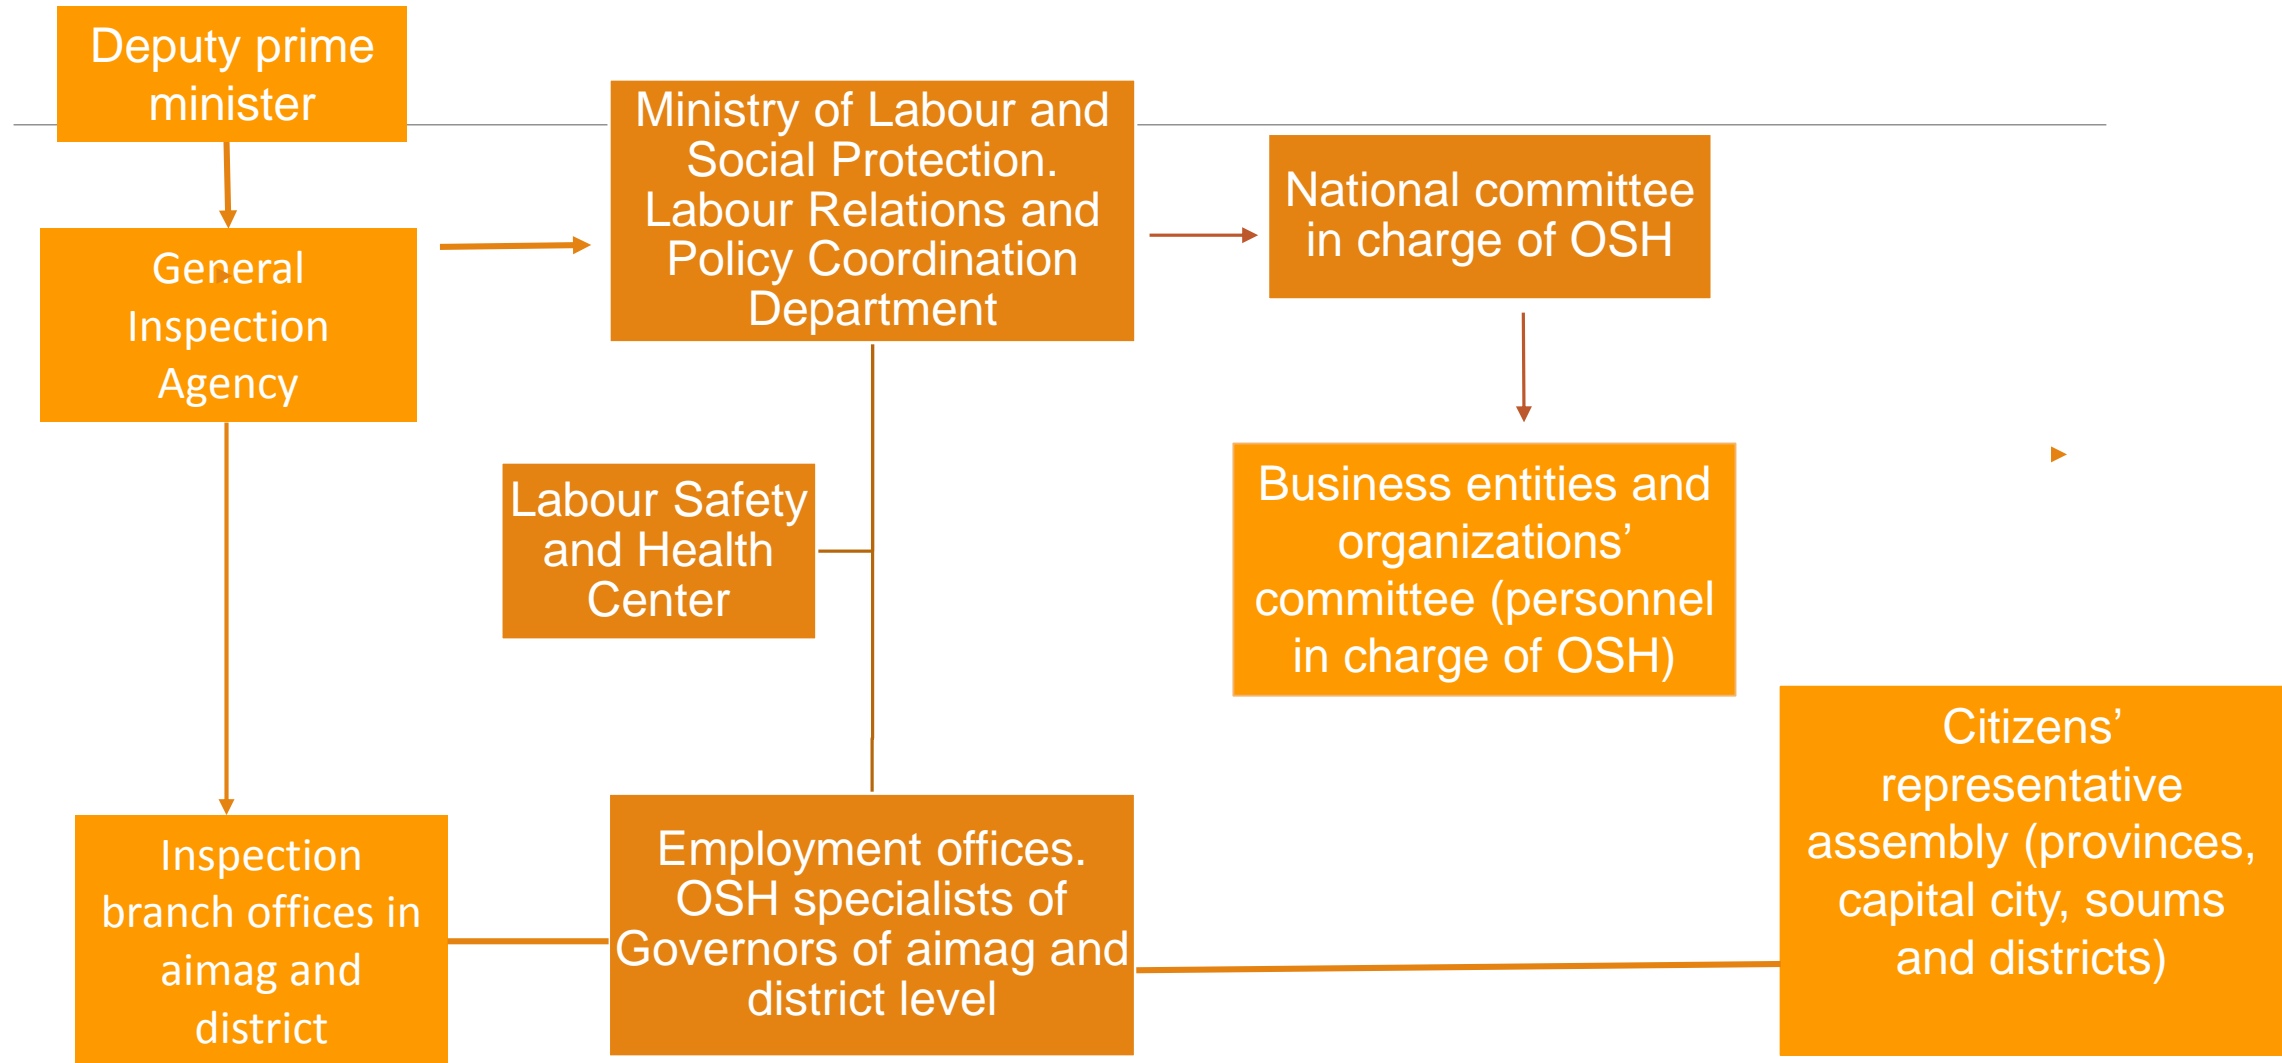 Deputy prime
minister
Ministry of Labour and
Social Protection.
Labour Relations and
Policy Coordination
Department
National committee
in charge of OSH
General
Inspection
Agency
Labour Safety
and Health
Center
Business entities and
organizations’
committee (personnel
in charge of OSH)
Inspection
branch offices in
aimag and
district
Employment offices.
OSH specialists of
Governors of aimag and
district level
Citizens’
representative
assembly (provinces,
capital city, soums
and districts)